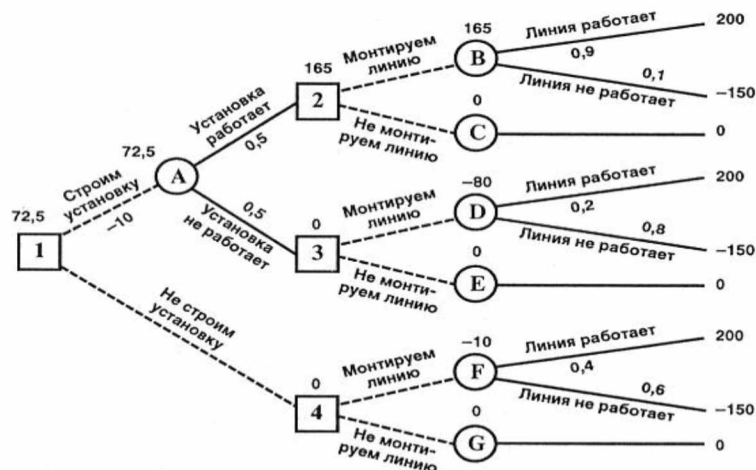 72,5
1
Строим
установку
–10
72,5
A
Установка
работает
0,5
0,5
установка
не работает
Не строим
установку
165
2
Монтируем
линию
Не монти-
руем линию
165
B
Линия работает
0,9
200
0,1
Линия не работает
–150
0
C
0
0
3
Монтируем
линию
Не монти-
руем линию
–80
D
Линия работает
0,2
200
0,8
Линия не работает
–150
0
E
0
0
4
Монтируем
линию
Не монти-
руем линию
–10
F
Линия работает
0,4
200
0,6
Линия не работает
–150
0
G
0